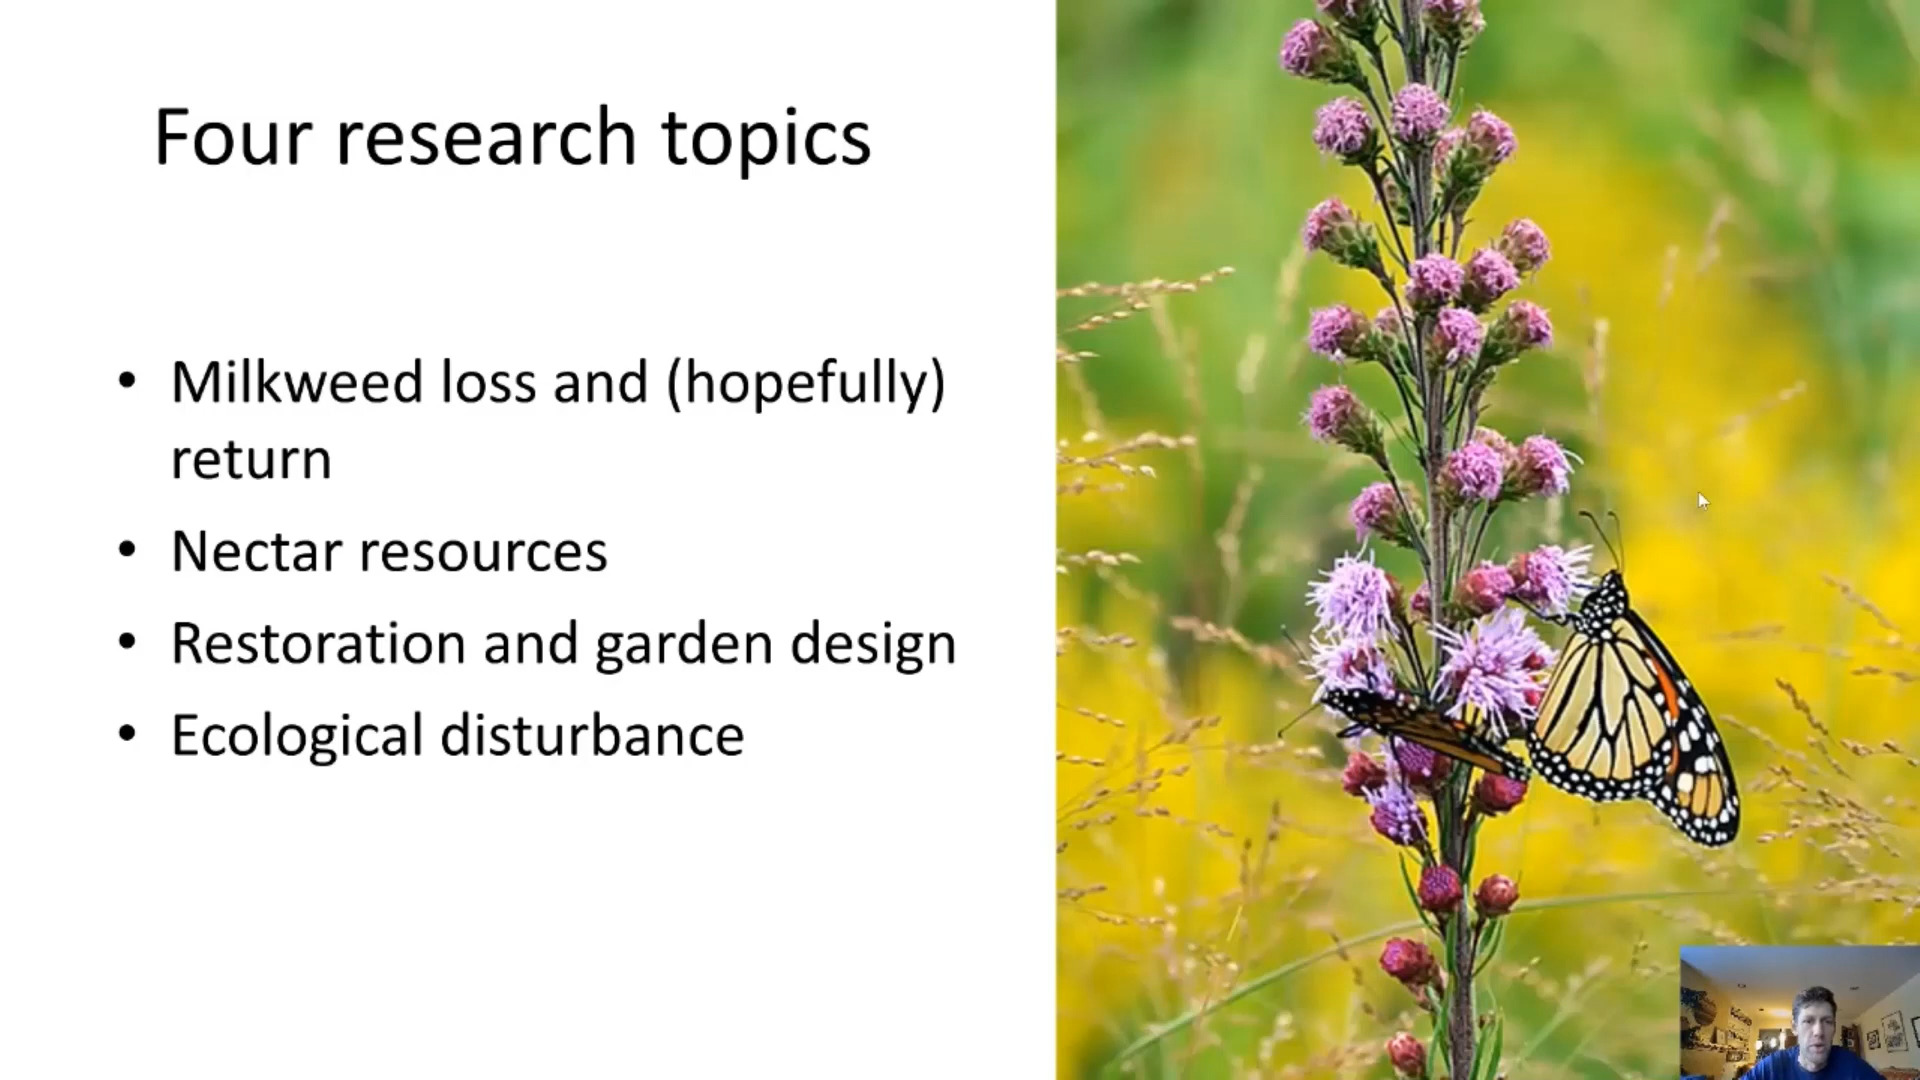 Four research topics
• Milkweed loss and (hopefully)
return
• Nectar resources
• Restoration and garden design
• Ecological disturbance